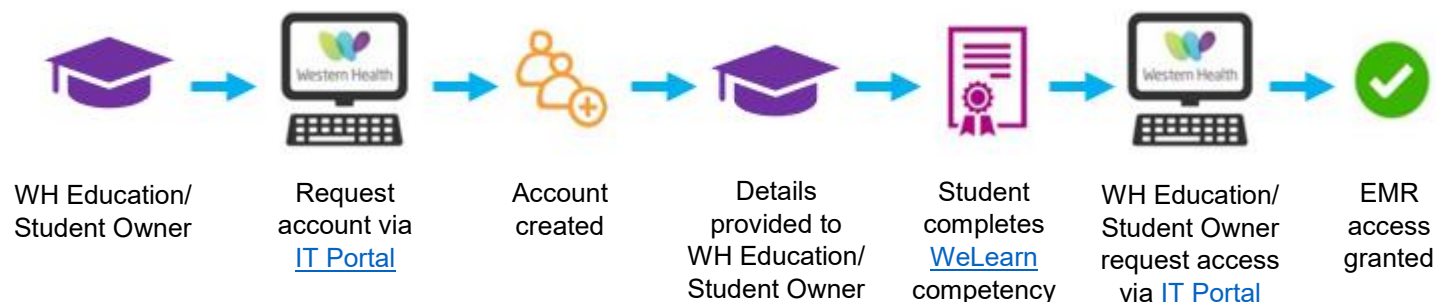 Western Health
Western Health
WH Education/
Student Owner
Request
account via
IT Portal
Account
created
Details
provided to
WH Education/
Student Owner
Student
completes
WeLearn
competency
WH Education/
Student Owner
request access
via IT Portal
EMR
access
granted